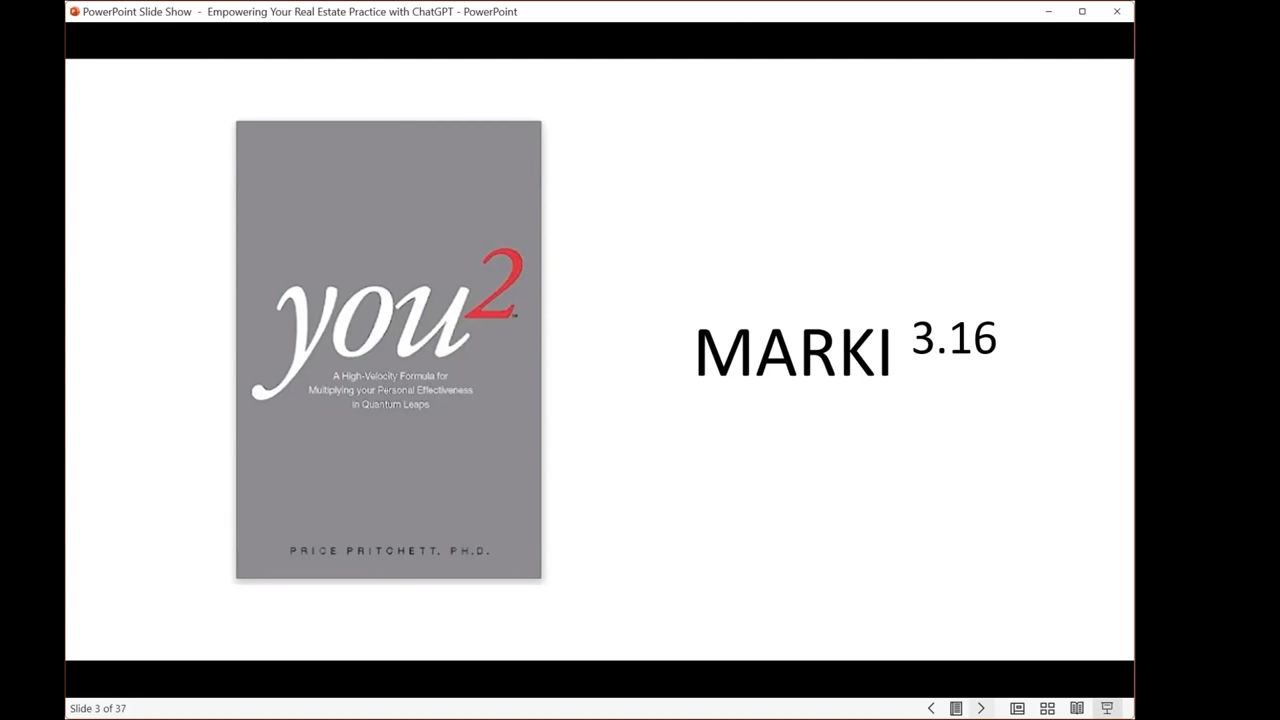 PowerPoint Slide Show - Empowering Your Real Estate Practice with ChatGPT - PowerPoint
you²™
A High-Velocity Formula for
Multiplying your Personal Effectiveness
in Quantum Leaps
PRICE PRITCHETT, PH.D.
MARKI 3.16
Slide 3 of 37